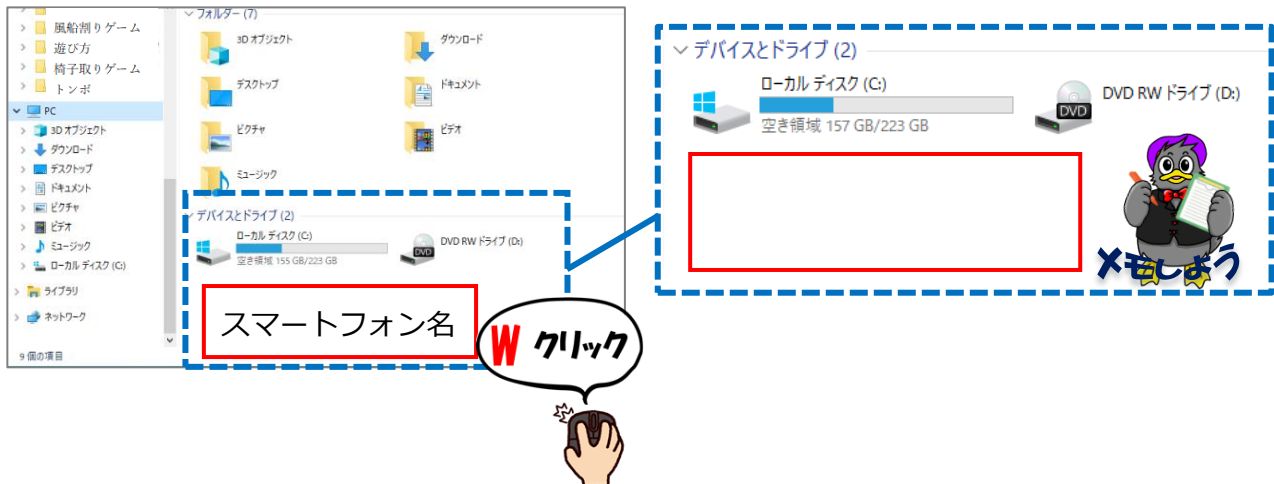 フォルダー (7)
風船割りゲーム
遊び方
椅子取りゲーム
トンボ
PC
3D オブジェクト
ダウンロード
デスクトップ
ドキュメント
ピクチャ
ビデオ
ミュージック
ローカル ディスク (C:)
ライブラリ
ネットワーク
9 個の項目
3D オブジェクト
ダウンロード
デスクトップ
ドキュメント
ピクチャ
ビデオ
ミュージック
デバイスとドライブ (2)
ローカル ディスク (C:)
空き領域 155 GB/223 GB
DVD
DVD RW ドライブ (D:)
スマートフォン名
W クリック
デバイスとドライブ (2)
ローカル ディスク (C:)
空き領域 157 GB/223 GB
DVD
DVD RW ドライブ (D:)
メモしよう